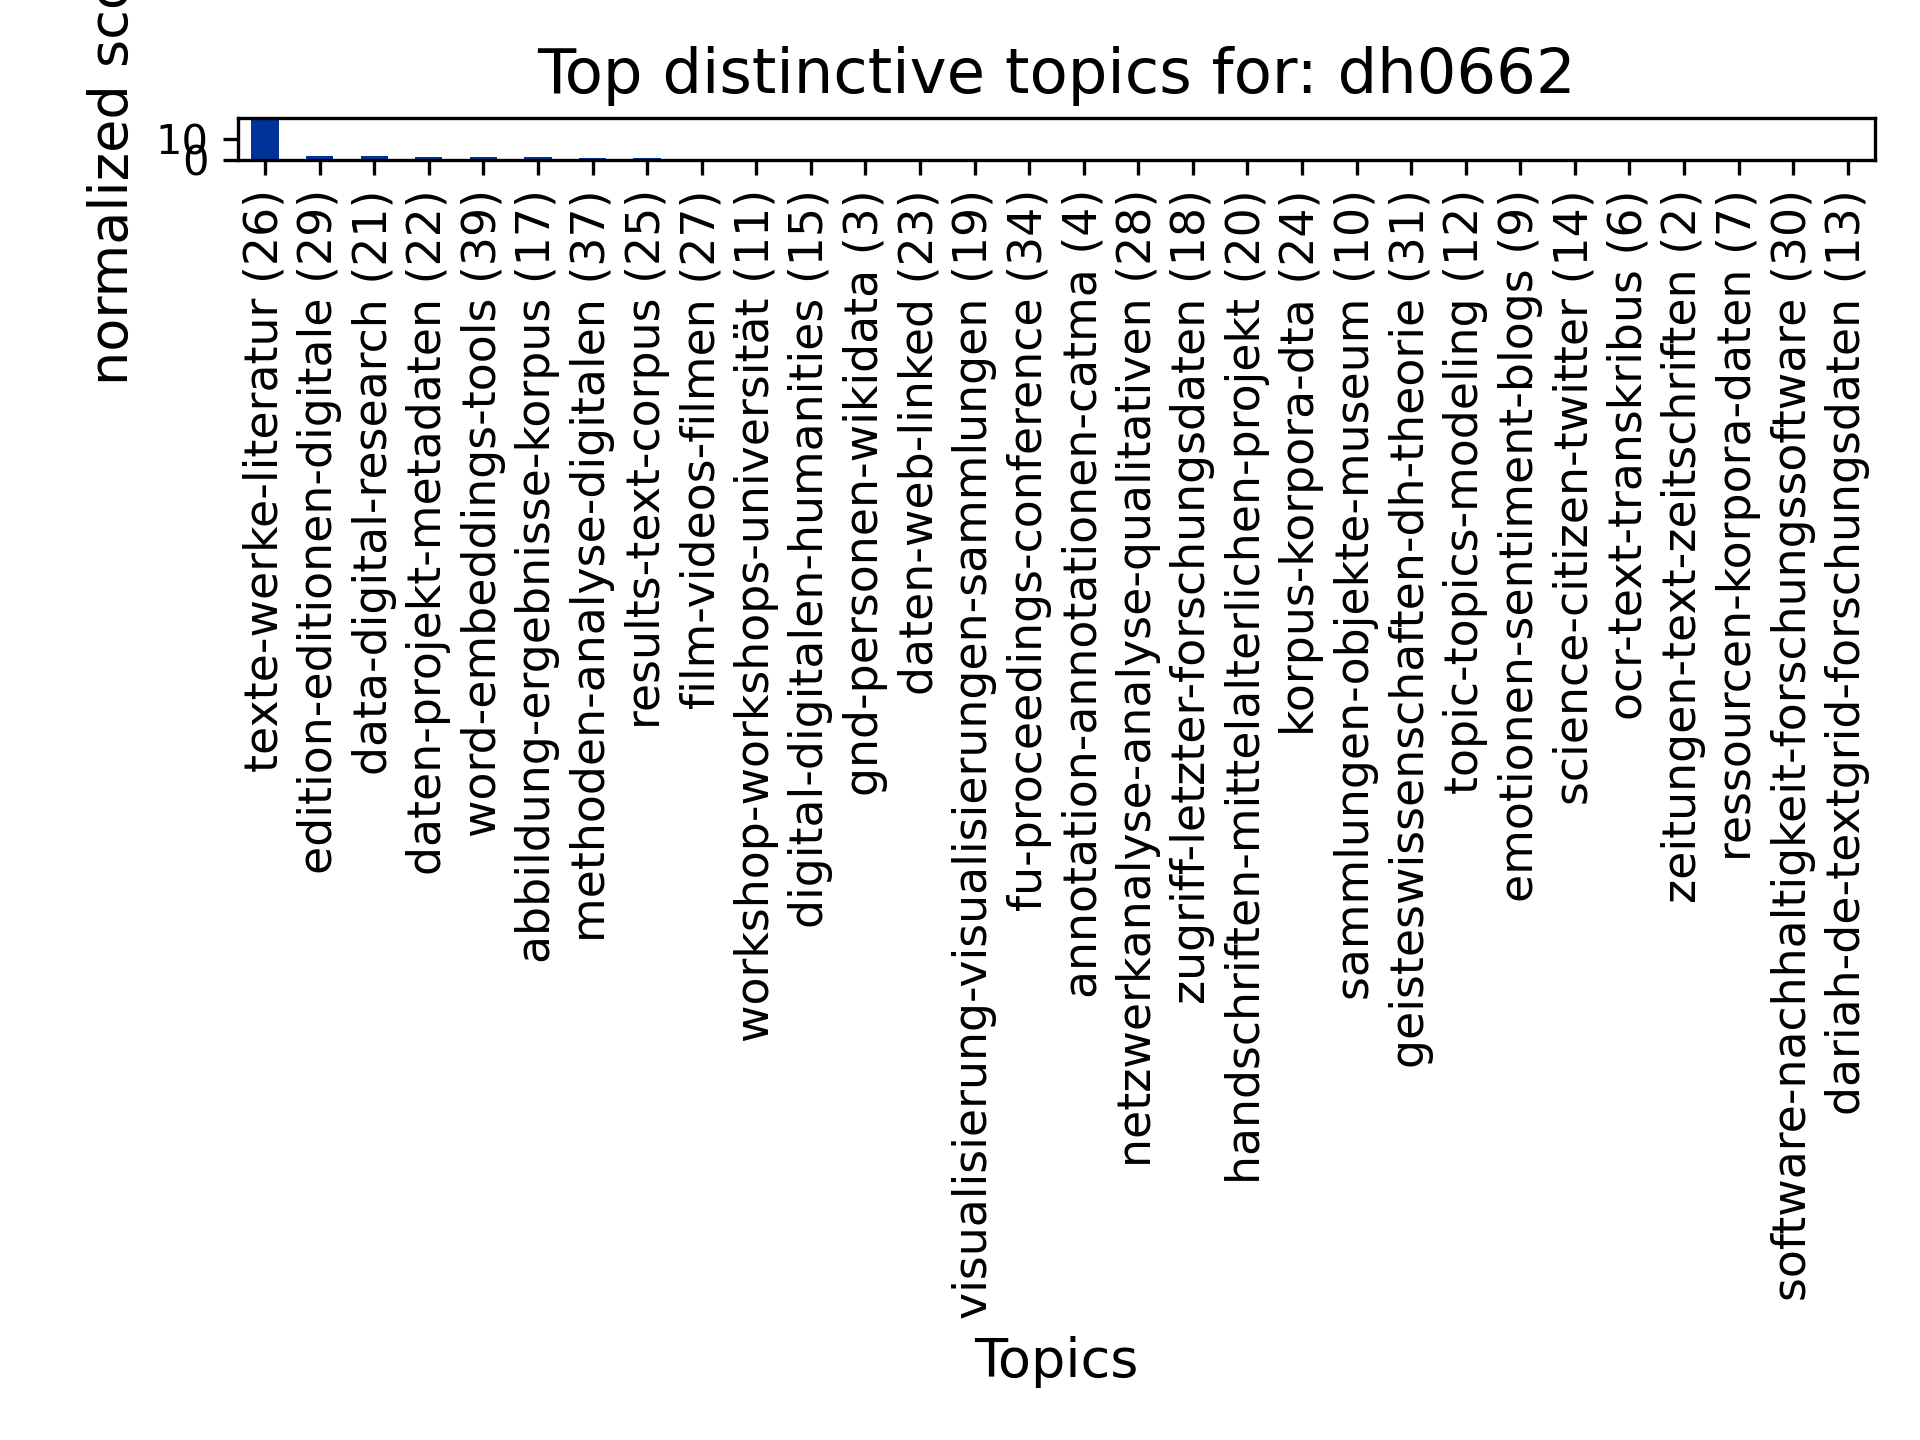 Top distinctive topics for: dh0662
normalized
10
0
texte-werke-literatur (26)
edition-editionen-digitale (29)
data-digital-research (21)
daten-projekt-metadaten (22)
word-embeddings-tools (39)
abbildung-ergebnisse-korpus (17)
methoden-analyse-digitalen (37)
results-text-corpus (25)
film-videos-filmen (27)
workshop-workshops-universität (11)
digital-digitalen-humanities (15)
gnd-personen-wikidata (3)
daten-web-linked (23)
visualisierung-visualisierungen-sammlungen (19)
fu-proceedings-conference (34)
annotation-annotationen-catma (4)
netzwerkanalyse-analyse-qualitativen (28)
zugriff-letzter-forschungsdaten (18)
handschriften-mittelalterlichen-projekt (20)
korpus-korpora-dta (24)
sammlungen-objekte-museum (10)
geisteswissenschaften-dh-theorie (31)
topic-topics-modeling (12)
emotionen-sentiment-blogs (9)
science-citizen-twitter (14)
ocr-text-transkribus (6)
zeitungen-text-zeitschriften (2)
ressourcen-korpora-daten (7)
software-nachhaltigkeit-forschungssoftware (30)
dariah-de-textgrid-forschungsdaten (13)
Topics